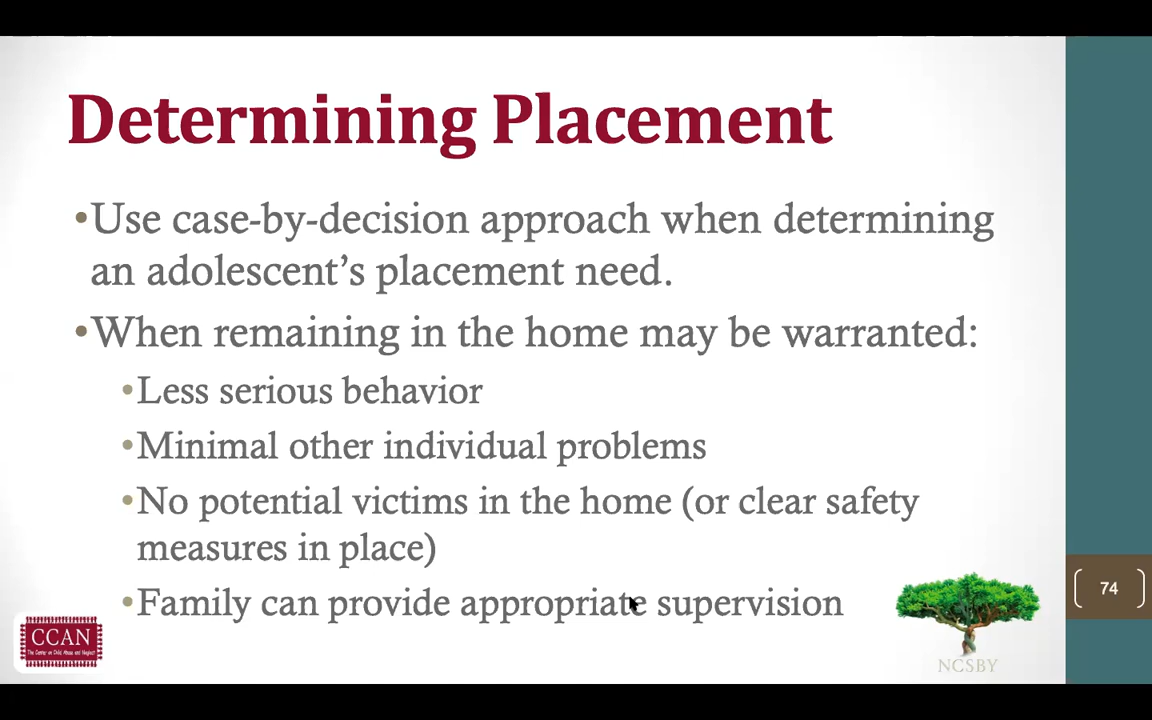 Determining Placement
•Use case-by-decision approach when determining
an adolescent’s placement need.
•When remaining in the home may be warranted:
•Less serious behavior
•Minimal other individual problems
•No potential victims in the home (or clear safety
measures in place)
•Family can provide appropriate supervision
74
CCAN
The Center on Child Abuse and Neglect
NCSBY